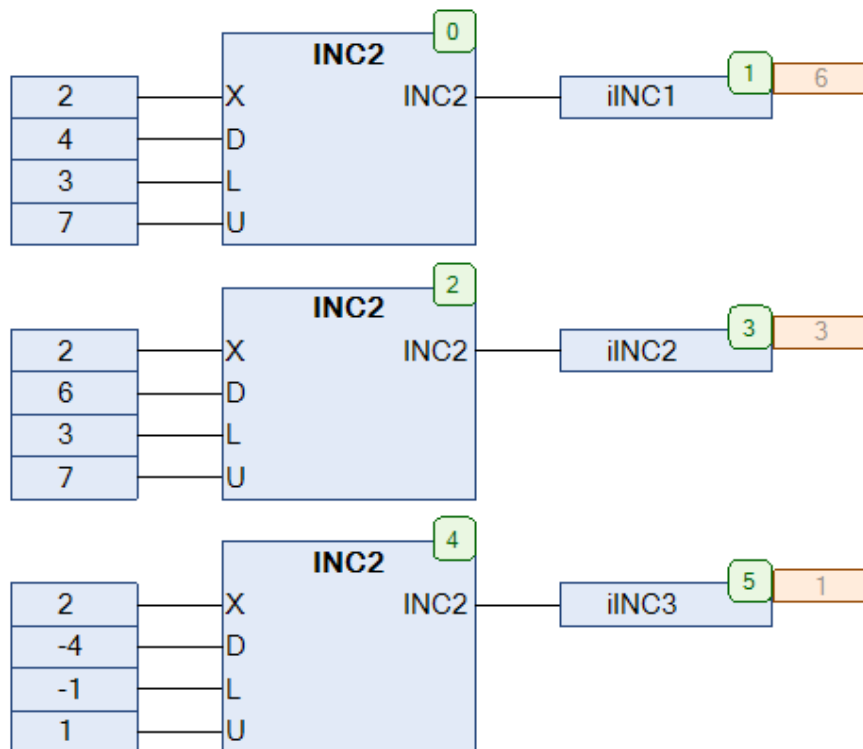 0
INC2
2 X INC2 iINC1 1 6
4 D
3 L
7 U
2
INC2
2 X INC2 iINC2 3 3
6 D
3 L
7 U
4
INC2
2 X INC2 iINC3 5 1
-4 D
-1 L
1 U